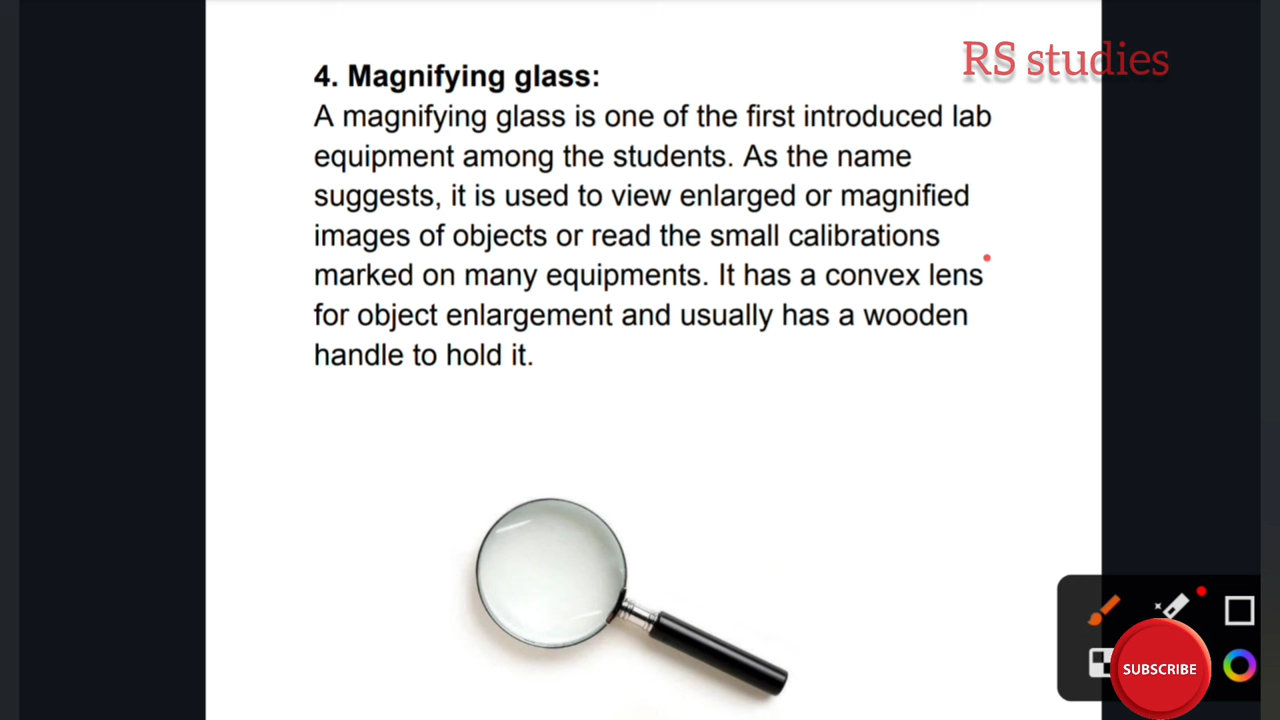 RS studies
4. Magnifying glass:
A magnifying glass is one of the first introduced lab
equipment among the students. As the name
suggests, it is used to view enlarged or magnified
images of objects or read the small calibrations
marked on many equipments. It has a convex lens
for object enlargement and usually has a wooden
handle to hold it.
SUBSCRIBE